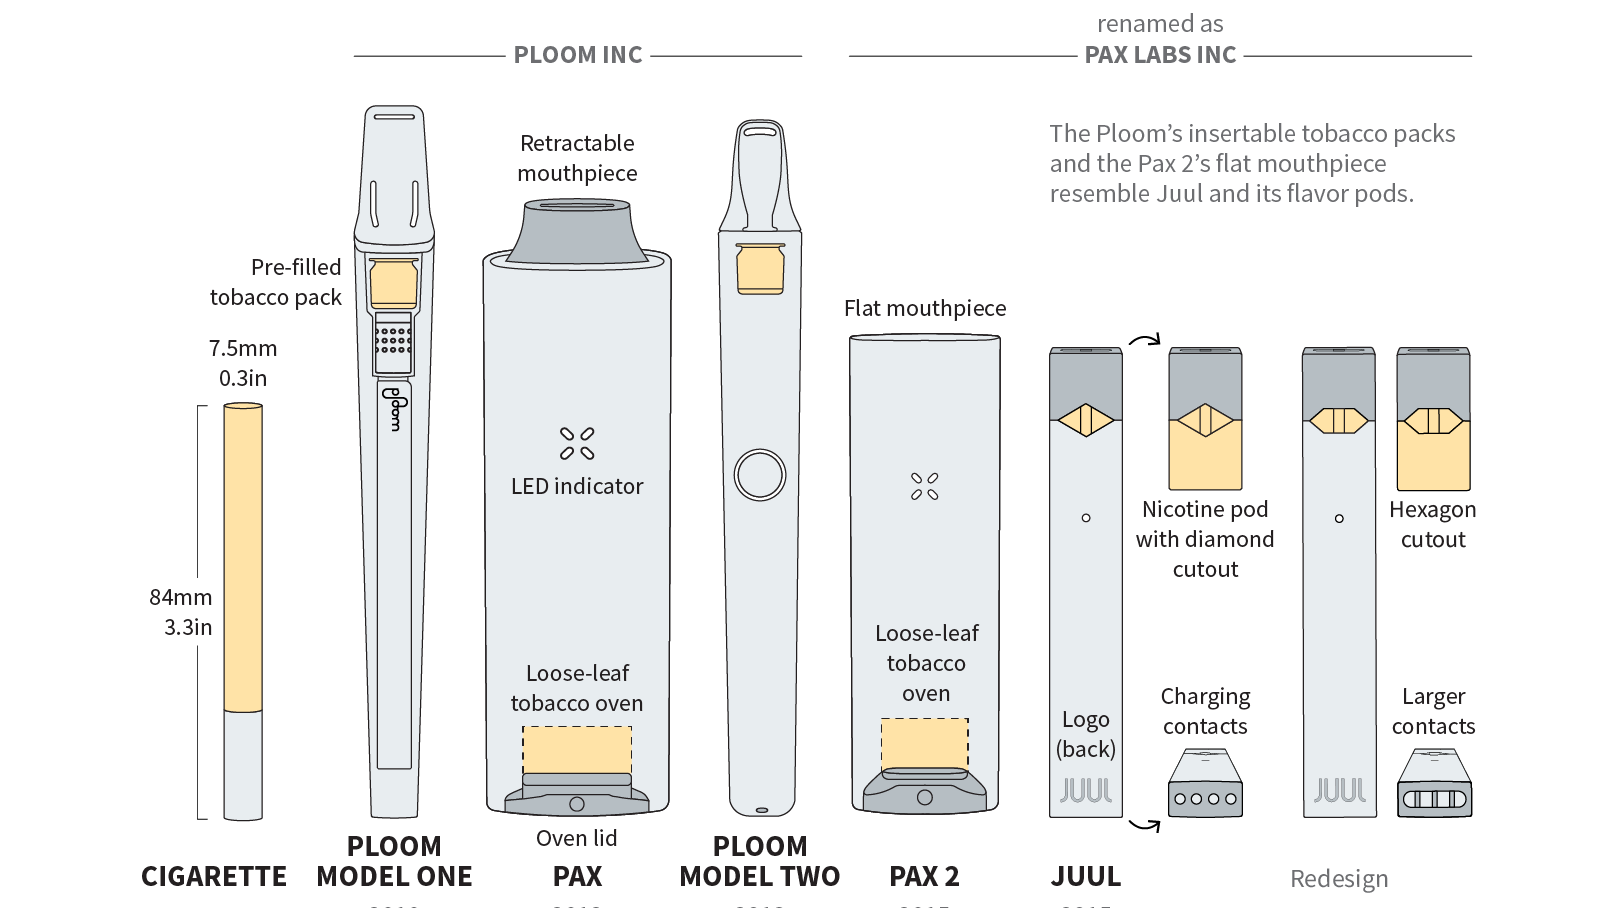 renamed as
PLOOM INC
PAX LABS INC
The Ploom’s insertable tobacco packs
and the Pax 2’s flat mouthpiece
resemble Juul and its flavor pods.
Retractable
mouthpiece
Pre-filled
tobacco pack
7.5mm
0.3in
84mm
3.3in
ploom
LED indicator
Loose-leaf
tobacco oven
Oven lid
Flat mouthpiece
Loose-leaf
tobacco
oven
Nicotine pod
with diamond
cutout
Hexagon
cutout
Logo
(back)
JUUL
Charging
contacts
JUUL
Larger
contacts
CIGARETTE
PLOOM
MODEL ONE
PAX
PLOOM
MODEL TWO
PAX 2
JUUL
Redesign